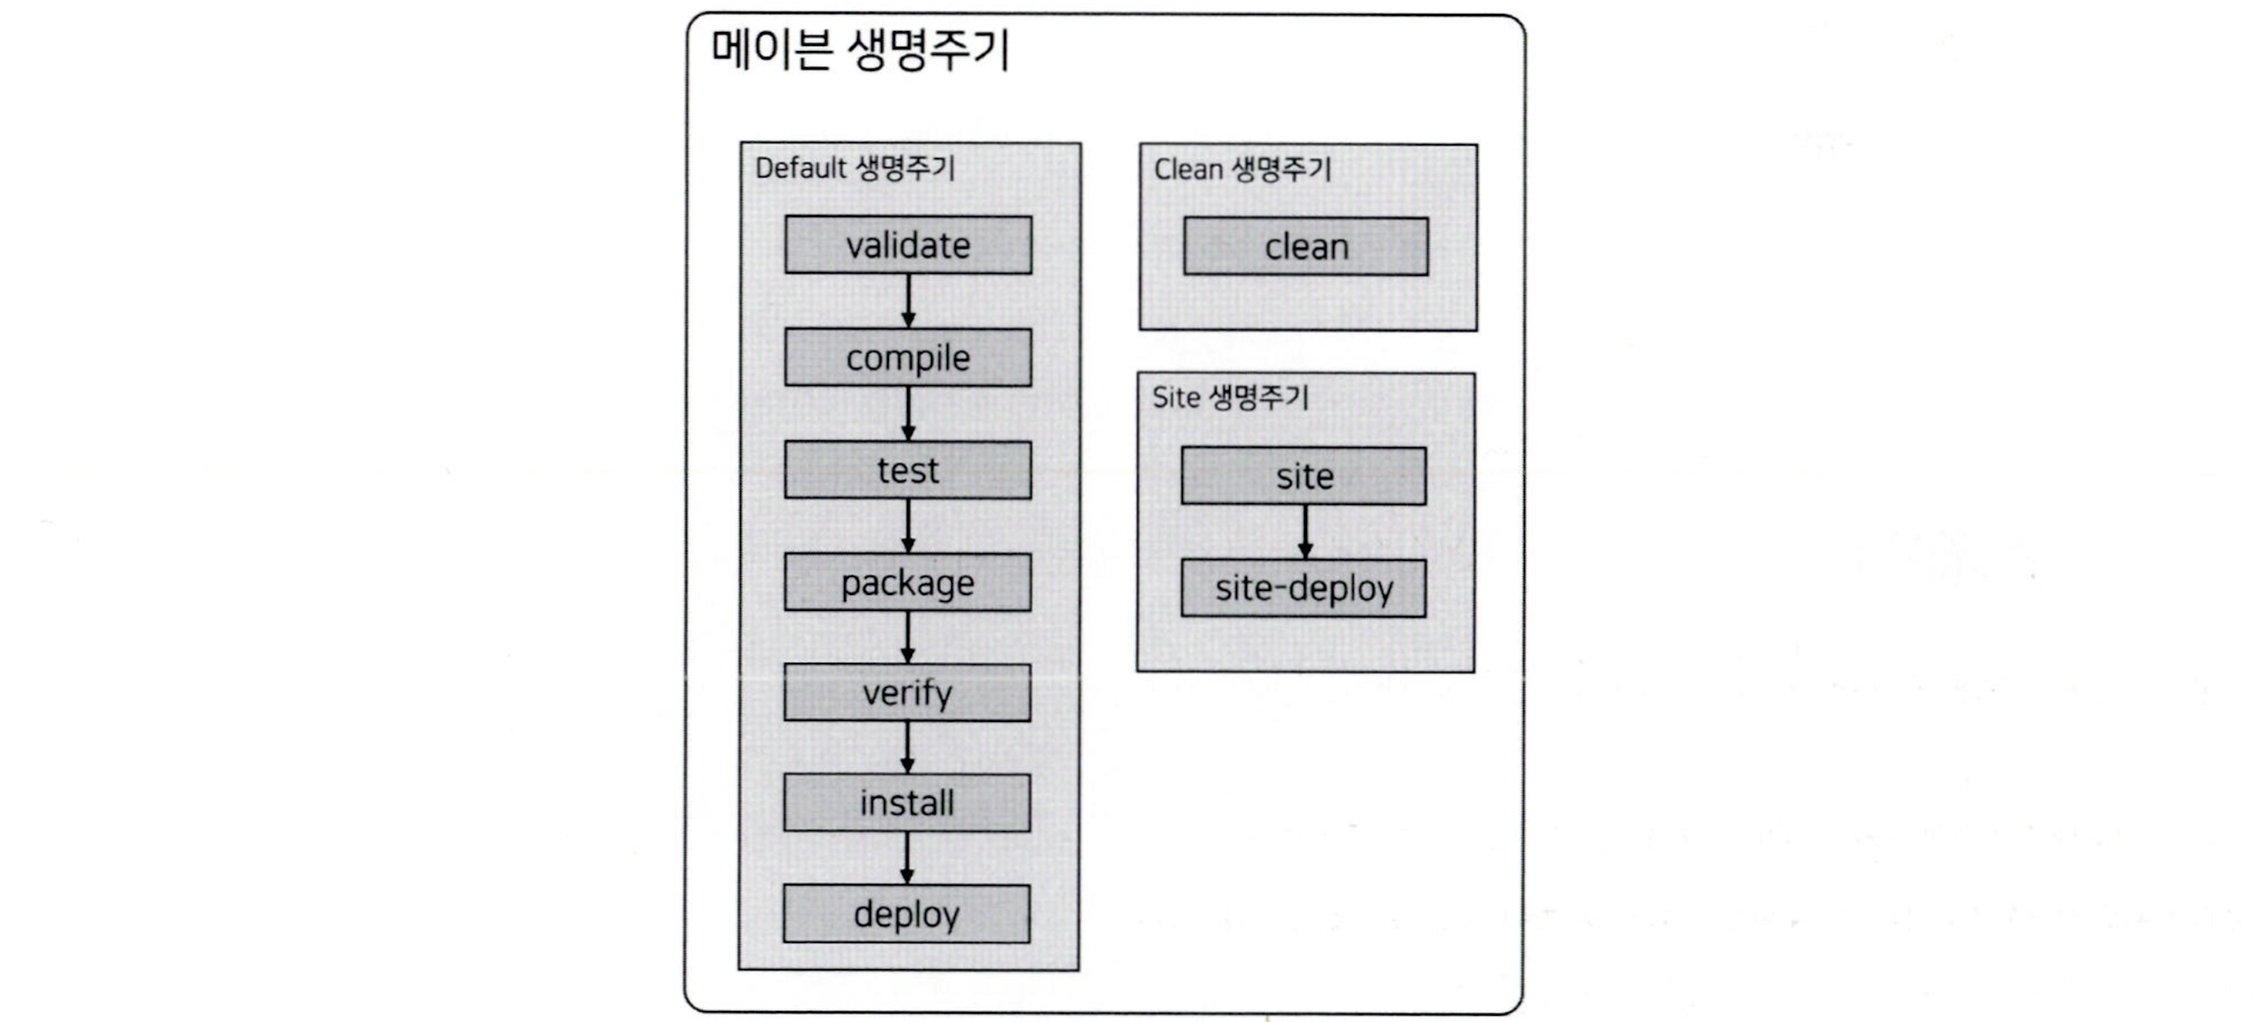 메이븐 생명주기
Default 생명주기
validate
compile
test
package
verify
install
deploy
Clean 생명주기
clean
Site 생명주기
site
site-deploy